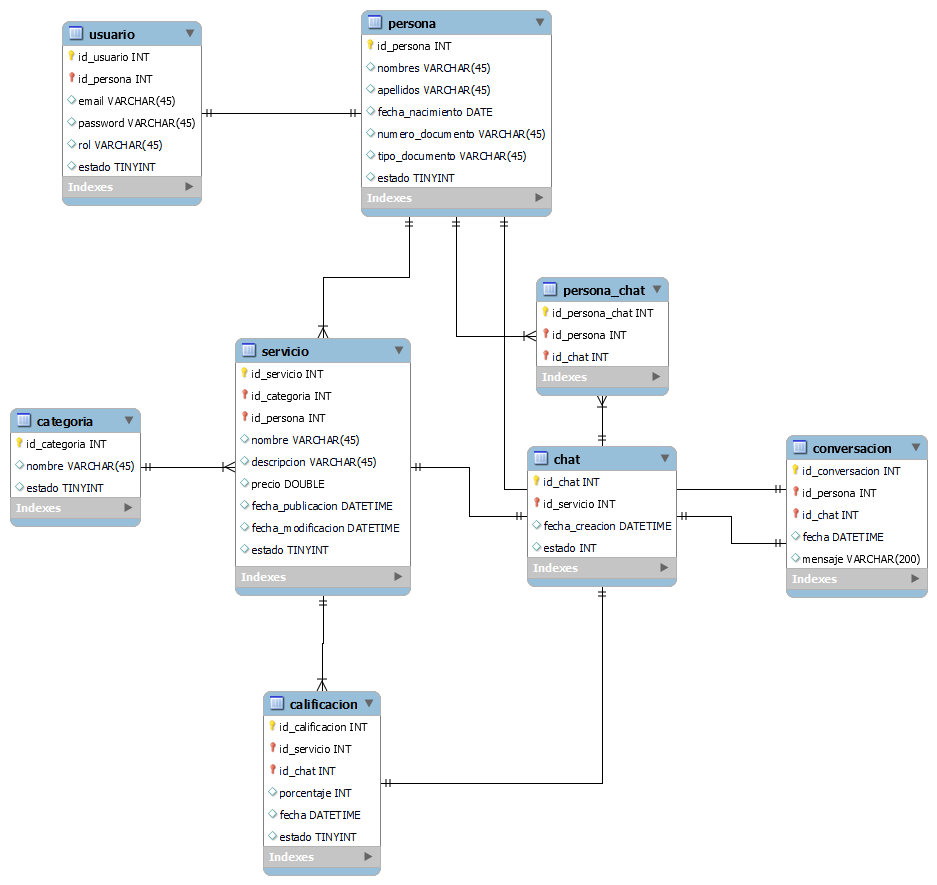 usuario
id_usuario INT
id_persona INT
email VARCHAR(45)
password VARCHAR(45)
rol VARCHAR(45)
estado TINYINT
Indexes
persona
id_persona INT
nombres VARCHAR(45)
apellidos VARCHAR(45)
fecha_nacimiento DATE
numero_documento VARCHAR(45)
tipo_documento VARCHAR(45)
estado TINYINT
Indexes
persona_chat
id_persona_chat INT
id_persona INT
id_chat INT
Indexes
servicio
id_servicio INT
id_categoria INT
id_persona INT
nombre VARCHAR(45)
descripcion VARCHAR(45)
precio DOUBLE
fecha_publicacion DATETIME
fecha_modificacion DATETIME
estado TINYINT
Indexes
categoria
id_categoria INT
nombre VARCHAR(45)
estado TINYINT
Indexes
chat
id_chat INT
id_servicio INT
fecha_creacion DATETIME
estado INT
Indexes
conversacion
id_conversacion INT
id_persona INT
id_chat INT
fecha DATETIME
mensaje VARCHAR(200)
Indexes
calificacion
id_calificacion INT
id_servicio INT
id_chat INT
porcentaje INT
fecha DATETIME
estado TINYINT
Indexes